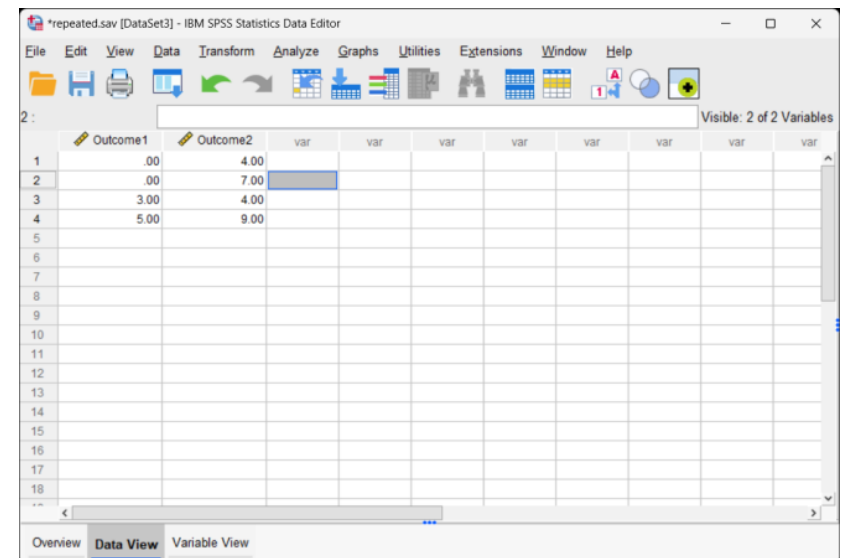 *repeated.sav [DataSet3] - IBM SPSS Statistics Data Editor
File Edit View Data Transform Analyze Graphs Utilities Extensions Window Help
A
1
2 : Visible: 2 of 2 Variables
Outcome1 Outcome2 var var var var var var var var
1 .00 4.00
2 .00 7.00
3 3.00 4.00
4 5.00 9.00
5
6
7
8
9
10
11
12
13
14
15
16
17
18
Overview Data View Variable View